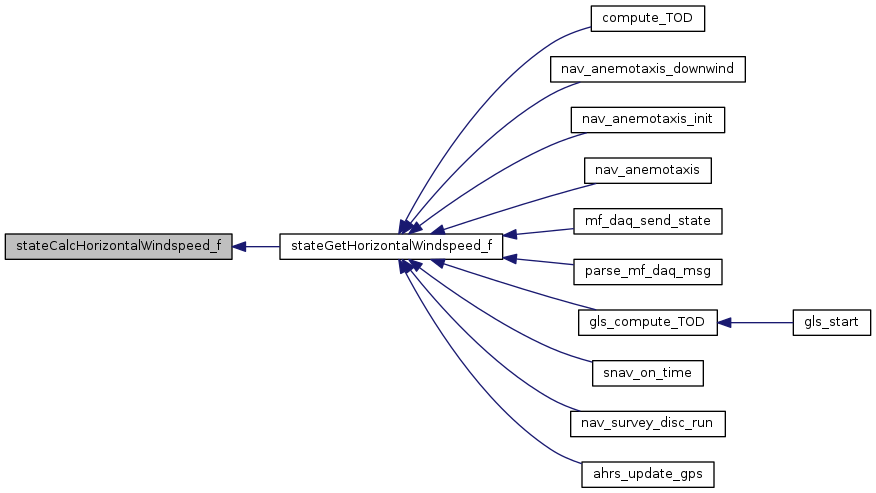 compute_TOD
nav_anemotaxis_downwind
nav_anemotaxis_init
nav_anemotaxis
mf_daq_send_state
stateCalcHorizontalWindspeed_f
stateGetHorizontalWindspeed_f
parse_mf_daq_msg
gls_compute_TOD
gls_start
snav_on_time
nav_survey_disc_run
ahrs_update_gps